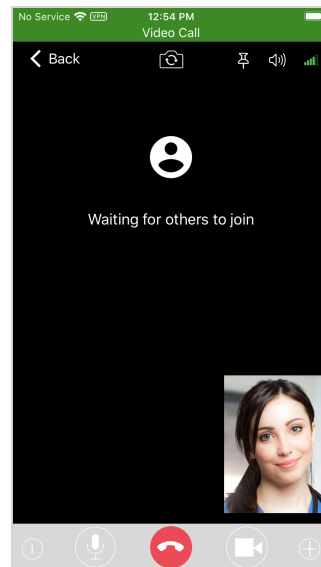 No Service VPN 12:54 PM
Video Call
Back
Waiting for others to join